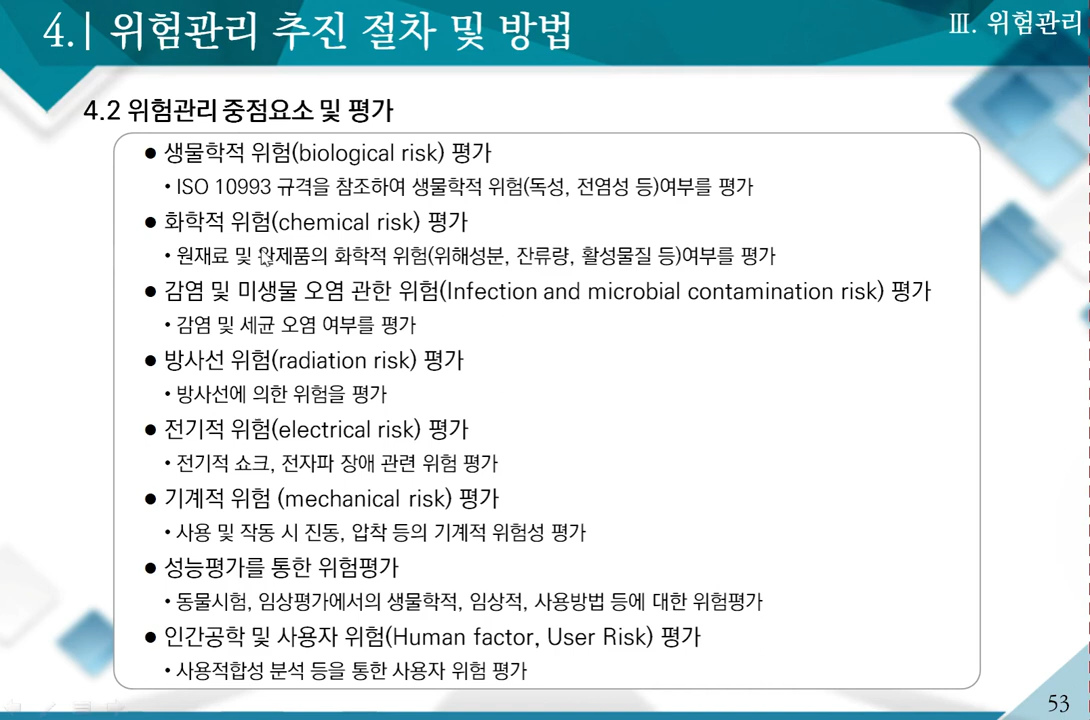 4.| 위험관리 추진 절차 및 방법
Ⅲ. 위험관리
4.2 위험관리 중점요소 및 평가
● 생물학적 위험(biological risk) 평가
• ISO 10993 규격을 참조하여 생물학적 위험(독성, 전염성 등)여부를 평가
● 화학적 위험(chemical risk) 평가
• 원재료 및 완제품의 화학적 위험(위해성분, 잔류량, 활성물질 등)여부를 평가
● 감염 및 미생물 오염 관한 위험(Infection and microbial contamination risk) 평가
• 감염 및 세균 오염 여부를 평가
● 방사선 위험(radiation risk) 평가
• 방사선에 의한 위험을 평가
● 전기적 위험(electrical risk) 평가
• 전기적 쇼크, 전자파 장애 관련 위험 평가
● 기계적 위험 (mechanical risk) 평가
• 사용 및 작동 시 진동, 압착 등의 기계적 위험성 평가
● 성능평가를 통한 위험평가
• 동물시험, 임상평가에서의 생물학적, 임상적, 사용방법 등에 대한 위험평가
● 인간공학 및 사용자 위험(Human factor, User Risk) 평가
• 사용적합성 분석 등을 통한 사용자 위험 평가
53